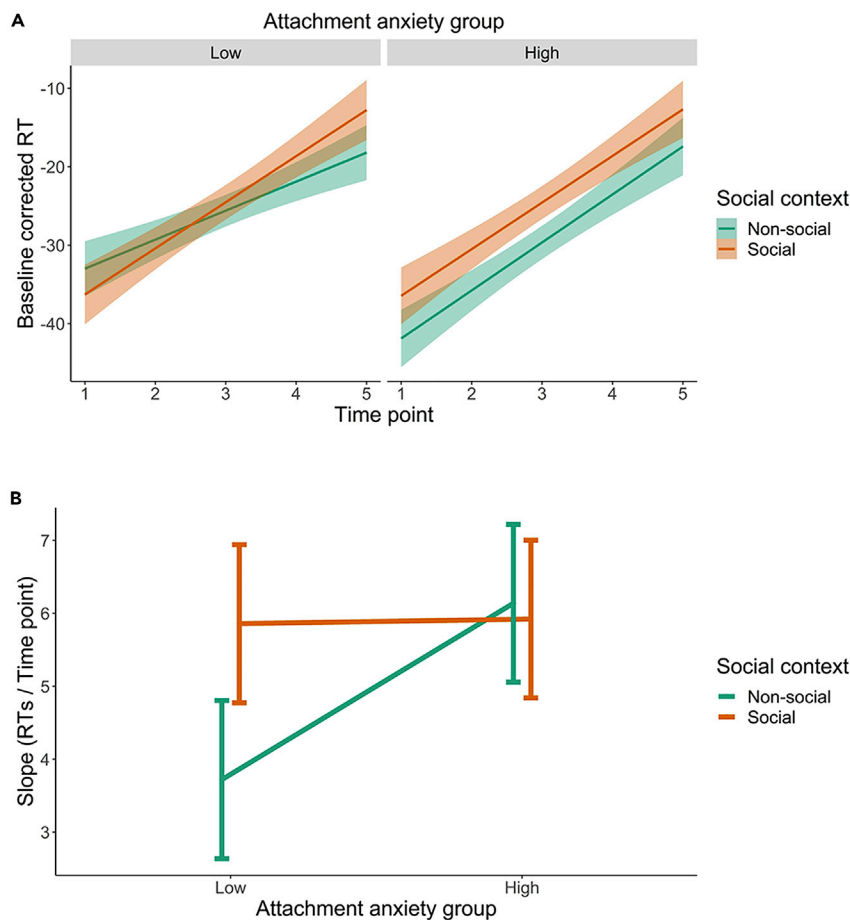 A
Attachment anxiety group
Low
High
Baseline corrected RT
-10
-20
-30
-40
1 2 3 4 5
1 2 3 4 5
Time point
Social context
Non-social
Social
B
Slope (RTs / Time point)
7
6
5
4
3
Low
High
Attachment anxiety group
Social context
Non-social
Social